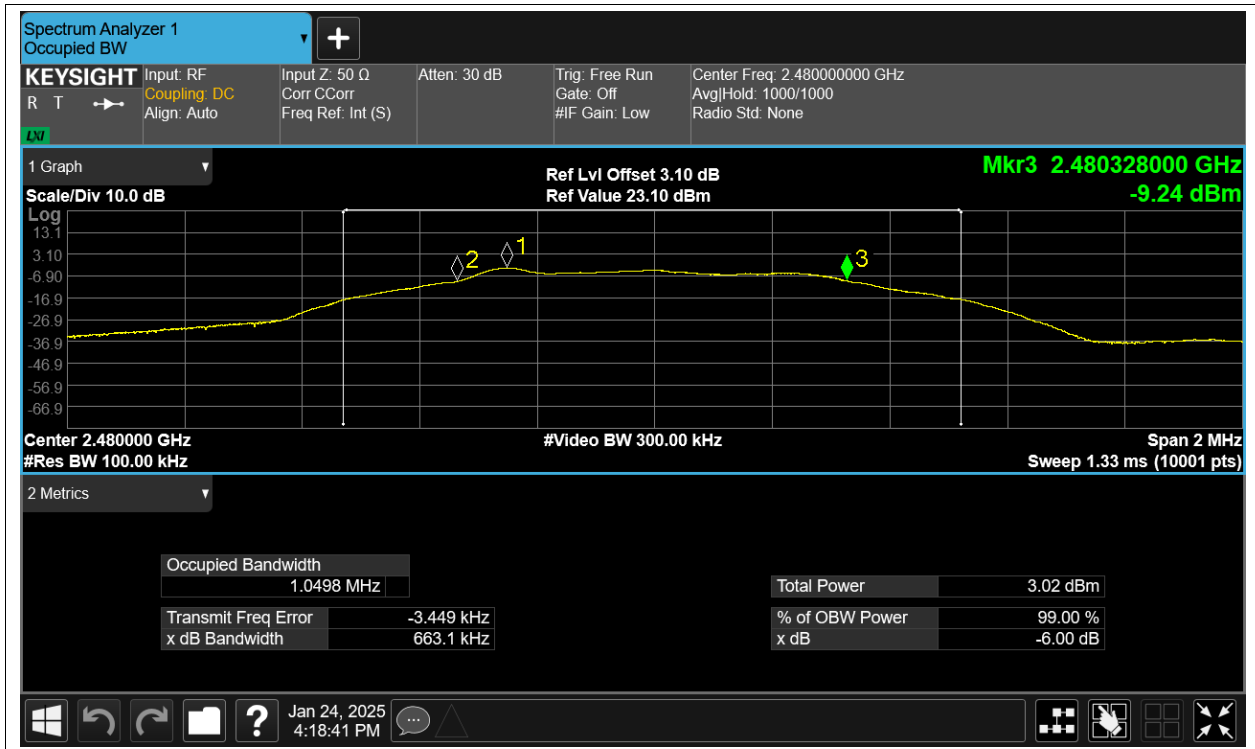 Spectrum Analyzer 1
Occupied BW
KEYSIGHT
R T
LXI
Input: RF
Coupling: DC
Align: Auto
Input Z: 50 Ω
Corr CCorr
Freq Ref: Int (S)
Atten: 30 dB
Trig: Free Run
Gate: Off
#IF Gain: Low
Center Freq: 2.480000000 GHz
Avg|Hold: 1000/1000
Radio Std: None
1 Graph
Scale/Div 10.0 dB
Ref Lvl Offset 3.10 dB
Ref Value 23.10 dBm
Mkr3 2.480328000 GHz
-9.24 dBm
Log
13.1
3.10
-6.90
-16.9
-26.9
-36.9
-46.9
-56.9
-66.9
2
1
3
Center 2.480000 GHz
#Res BW 100.00 kHz
#Video BW 300.00 kHz
Span 2 MHz
Sweep 1.33 ms (10001 pts)
2 Metrics
Occupied Bandwidth
1.0498 MHz
Transmit Freq Error -3.449 kHz
x dB Bandwidth 663.1 kHz
Total Power 3.02 dBm
% of OBW Power 99.00 %
x dB -6.00 dB
?
Jan 24, 2025
4:18:41 PM